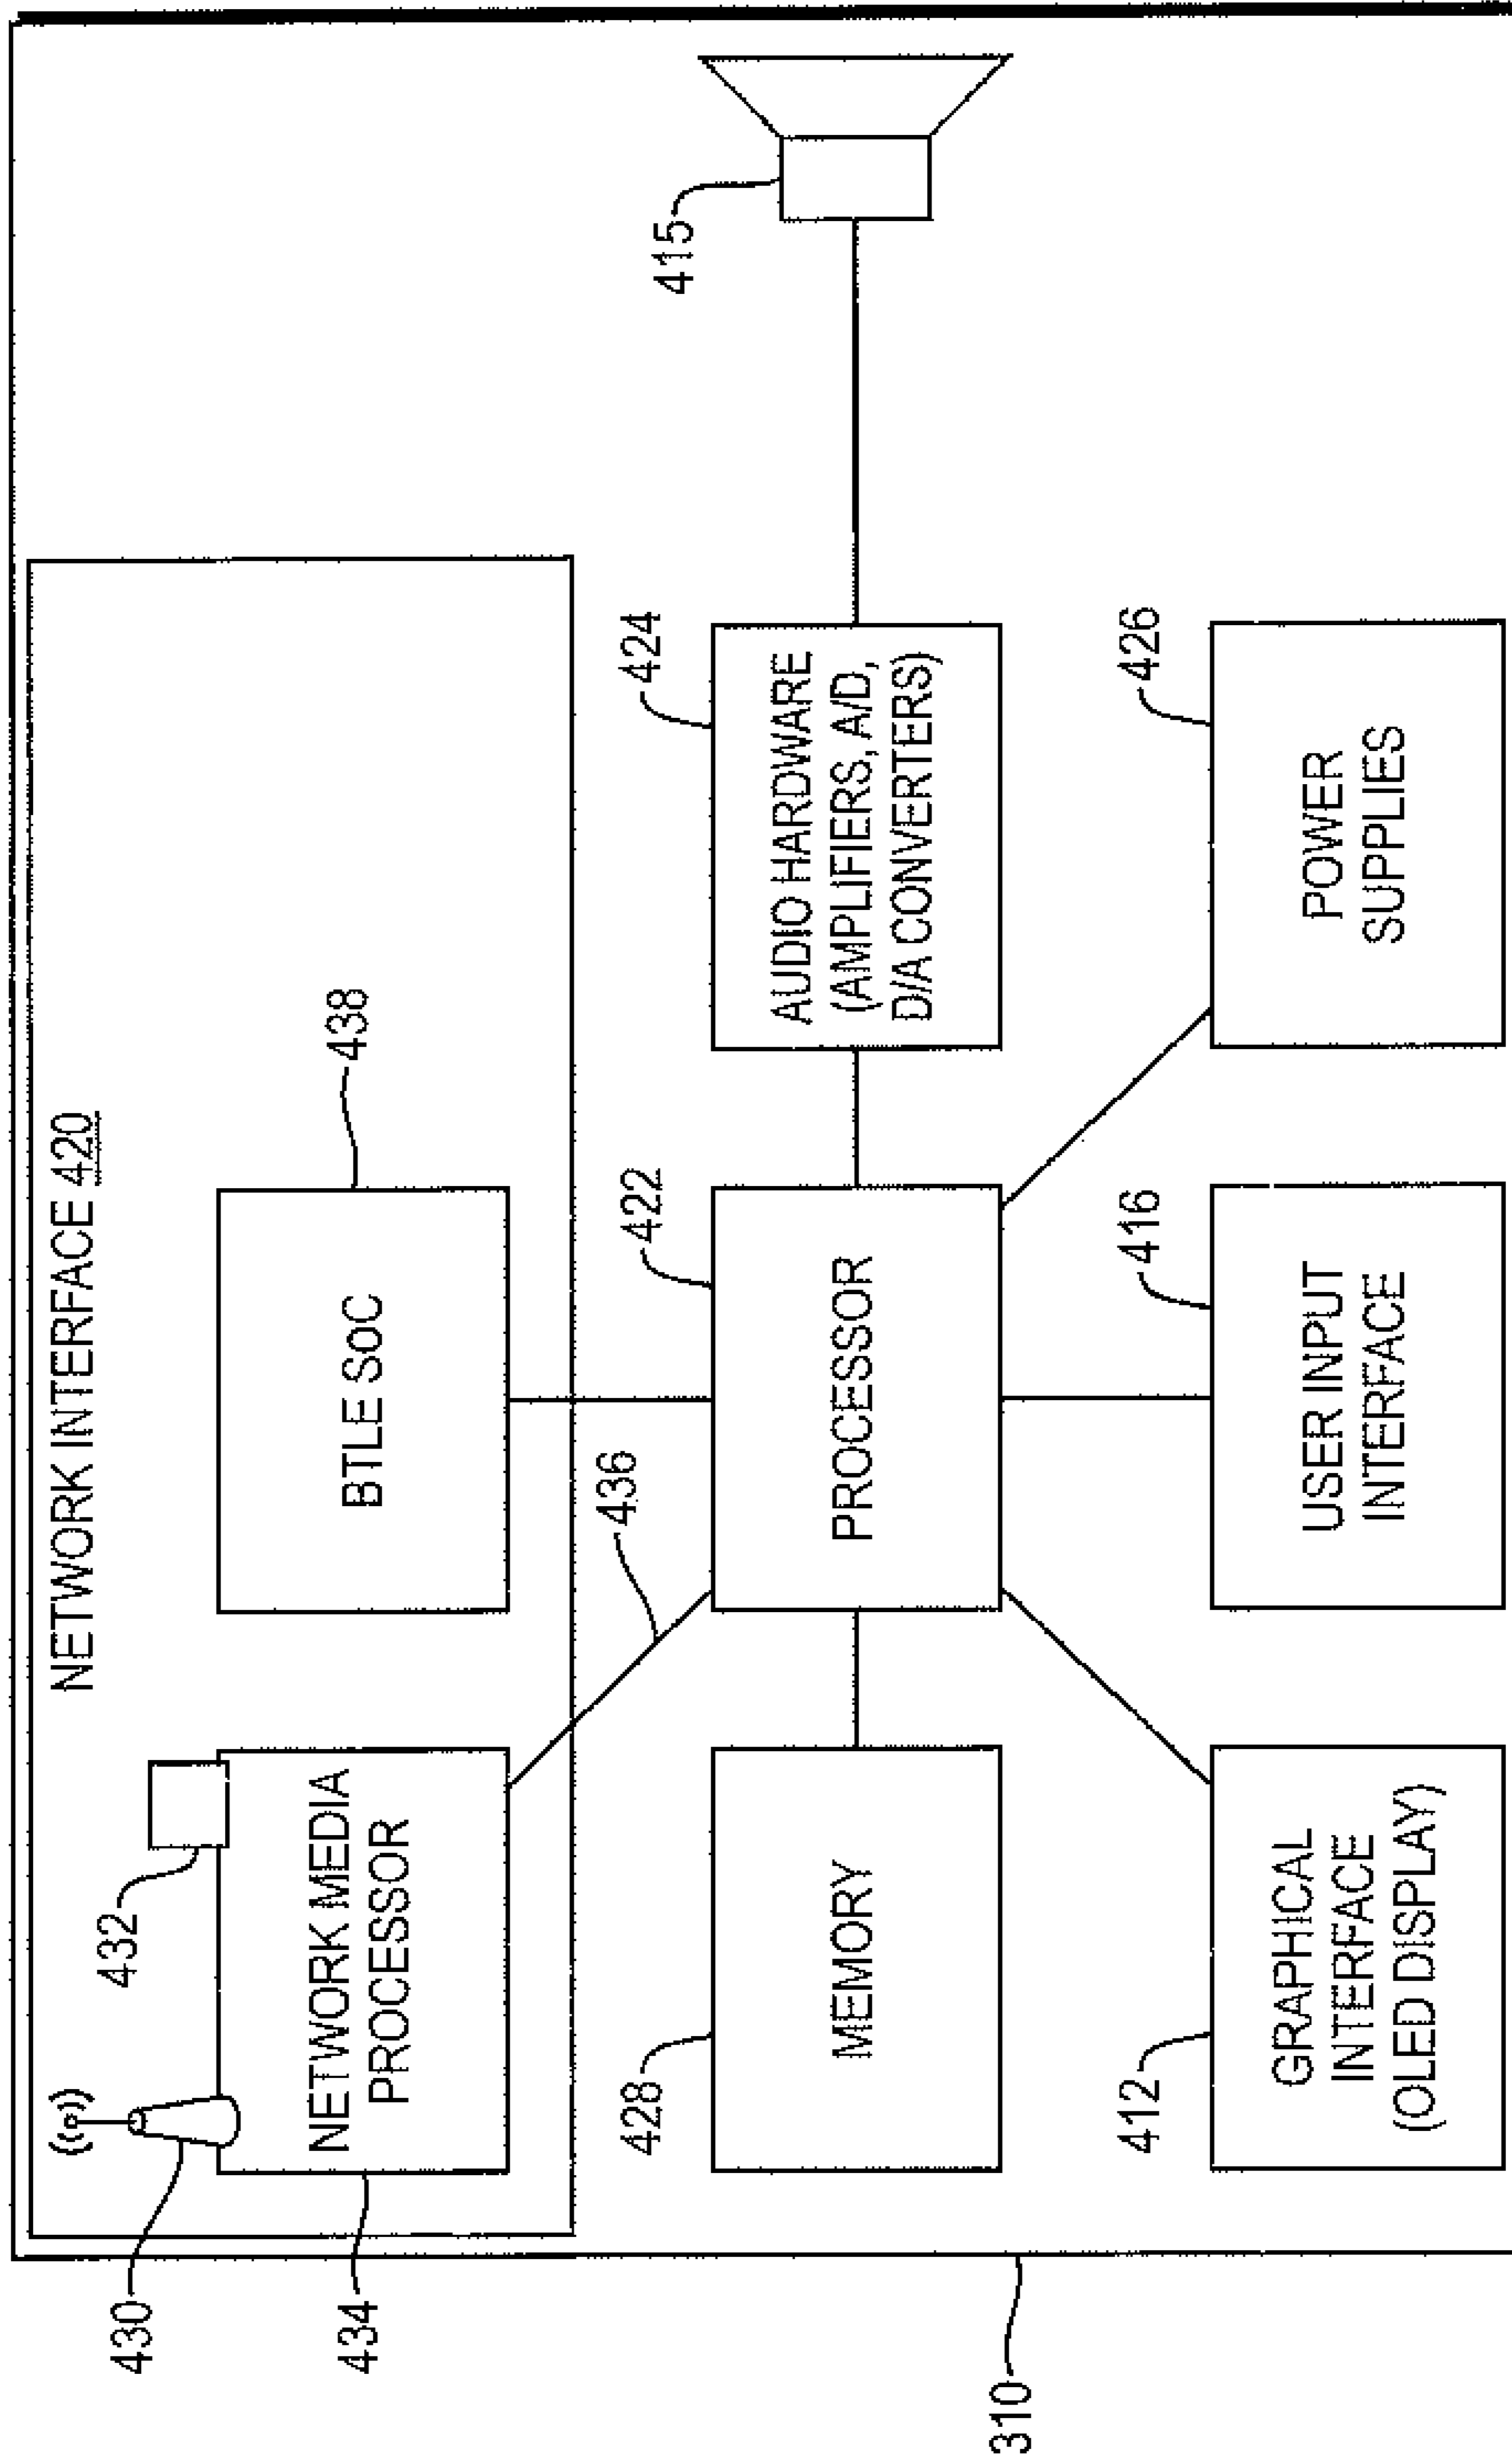 NETWORK INTERFACE 420
430
432
434
NETWORK MEDIA
PROCESSOR
BTLE SoC
438
436
428
MEMORY
422
PROCESSOR
424
AUDIO HARDWARE
(AMPLIFIERS, A/D,
D/A CONVERTERS)
415
310
412
GRAPHICAL
INTERFACE
(OLED DISPLAY)
416
USER INPUT
INTERFACE
426
POWER
SUPPLIES